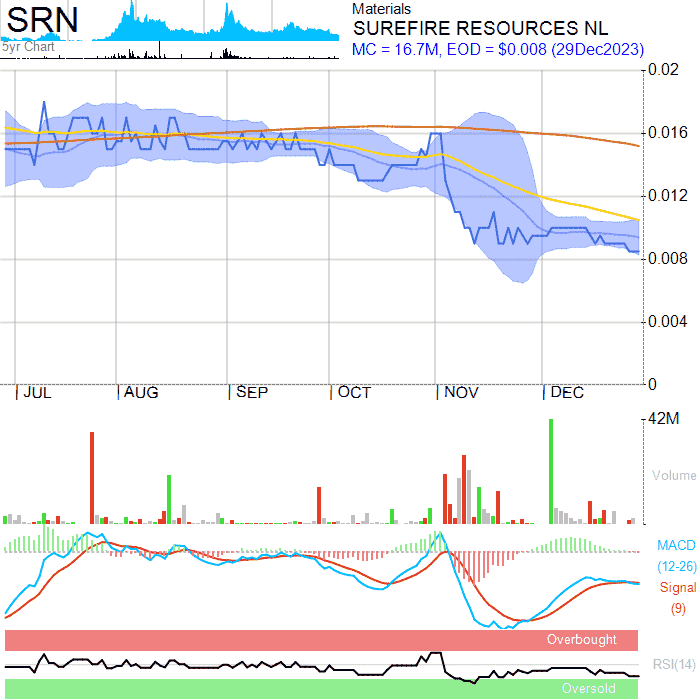 SRN
5yr Chart
Materials
SUREFIRE RESOURCES NL
MC = 16.7M, EOD = $0.008 (29Dec2023)
0.02
0.016
0.012
0.008
0.004
0
JUL AUG SEP OCT NOV DEC
42M
Volume
MACD
(12-26)
Signal
(9)
Overbought
RSI(14)
Oversold